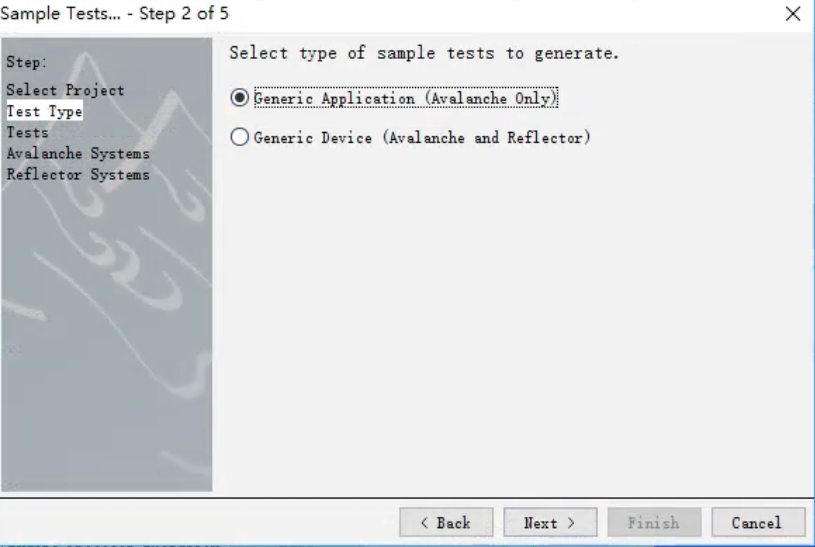 Sample Tests... - Step 2 of 5
Step:
Select Project
Test Type
Tests
Avalanche Systems
Reflector Systems
Select type of sample tests to generate.
Generic Application (Avalanche Only)
Generic Device (Avalanche and Reflector)
< Back
Next >
Finish
Cancel